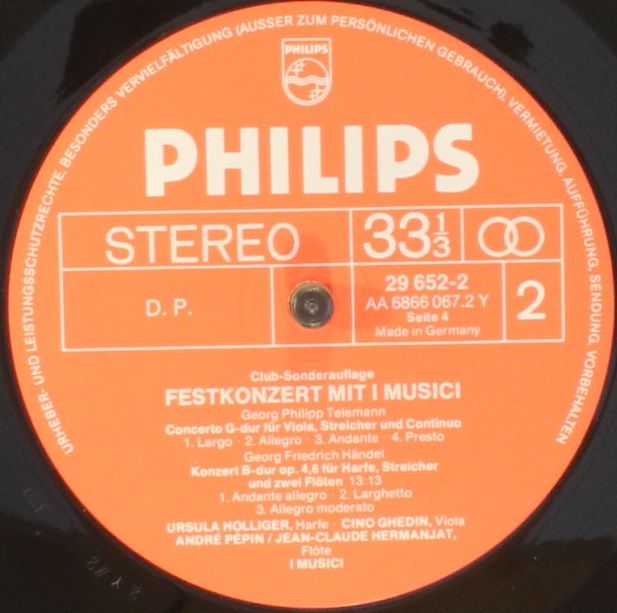 URHEBER- UND LEISTUNGSSCHUTZRECHTE, BESONDERS VERVIELFÄLTIGUNG (AUSSER ZUM PERSÖNLICHEN GEBRAUCH), VERMIETUNG, AUFFÜHRUNG, SENDUNG, VORBEHALTEN
PHILIPS
PHILIPS
STEREO
33 1/3
D. P.
29 652-2
AA 6866 067.2 Y
Seite 4
Made in Germany
2
Club-Sonderauflage
FESTKONZERT MIT I MUSICI
Georg Philipp Telemann
Concerto G-dur für Viola, Streicher und Continuo
1. Largo · 2. Allegro · 3. Andante · 4. Presto
Georg Friedrich Händel
Konzert B-dur op. 4,6 für Harfe, Streicher
und zwei Flöten 13:13
1. Andante allegro · 2. Larghetto
3. Allegro moderato
URSULA HOLLIGER, Harfe · CINO GHEDIN, Viola
ANDRÉ PÉPIN / JEAN-CLAUDE HERMANJAT,
Flöte
I MUSICI